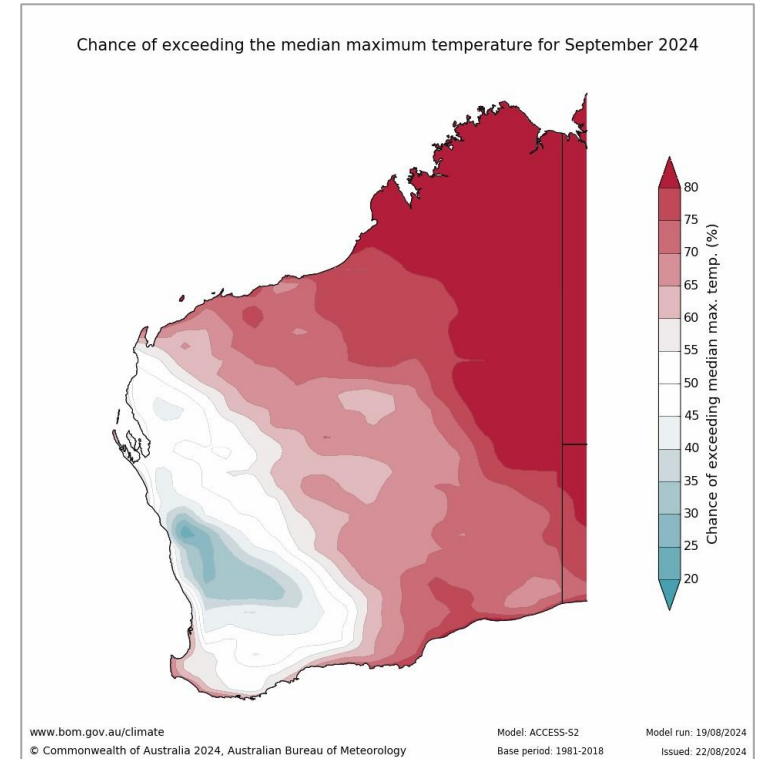 Chance of exceeding the median maximum temperature for September 2024
80
75
70
65
60
55
50
45
40
35
30
25
20
Chance of exceeding median max. temp. (%)
www.bom.gov.au/climate
Model: ACCESS-S2
Model run: 19/08/2024
© Commonwealth of Australia 2024, Australian Bureau of Meteorology
Base period: 1981-2018
Issued: 22/08/2024